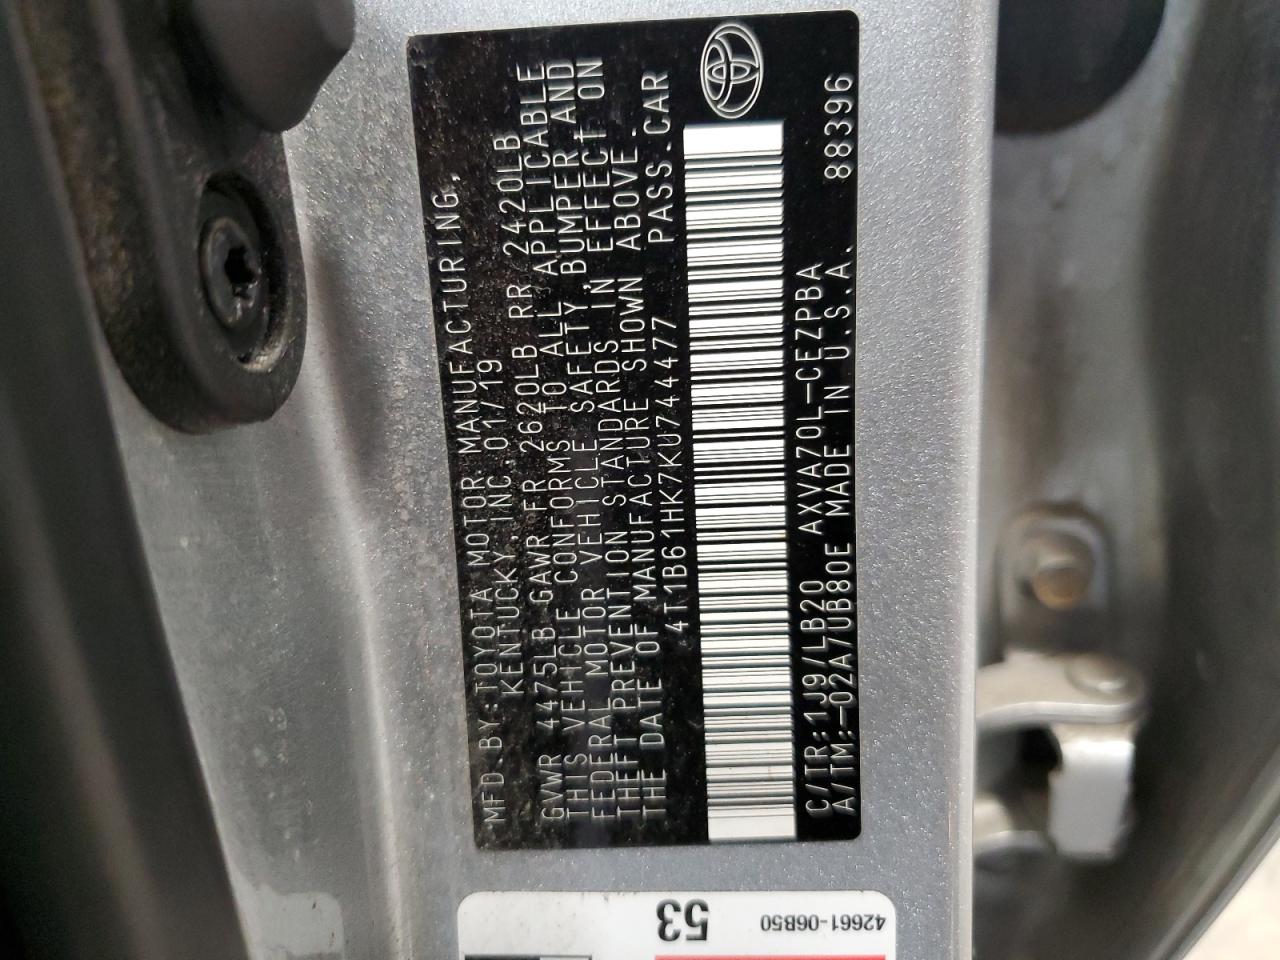 MFD.BY:TOYOTA MOTOR MANUFACTURING,
KENTUCKY,INC. 01/19
GVWR 4475LB GAWR FR 2620LB RR 2420LB
THIS VEHICLE CONFORMS TO ALL APPLICABLE
FEDERAL MOTOR VEHICLE SAFETY,BUMPER AND
THEFT PREVENTION STANDARDS IN EFFECT ON
THE DATE OF MANUFACTURE SHOWN ABOVE.
4T1B61HK7KU744477 PASS.CAR
C/TR:1J9/LB20 AXVA70L-CEZPBA
A/TM:-02A/UB80E MADE IN U.S.A. 88396
53
42661-06B50